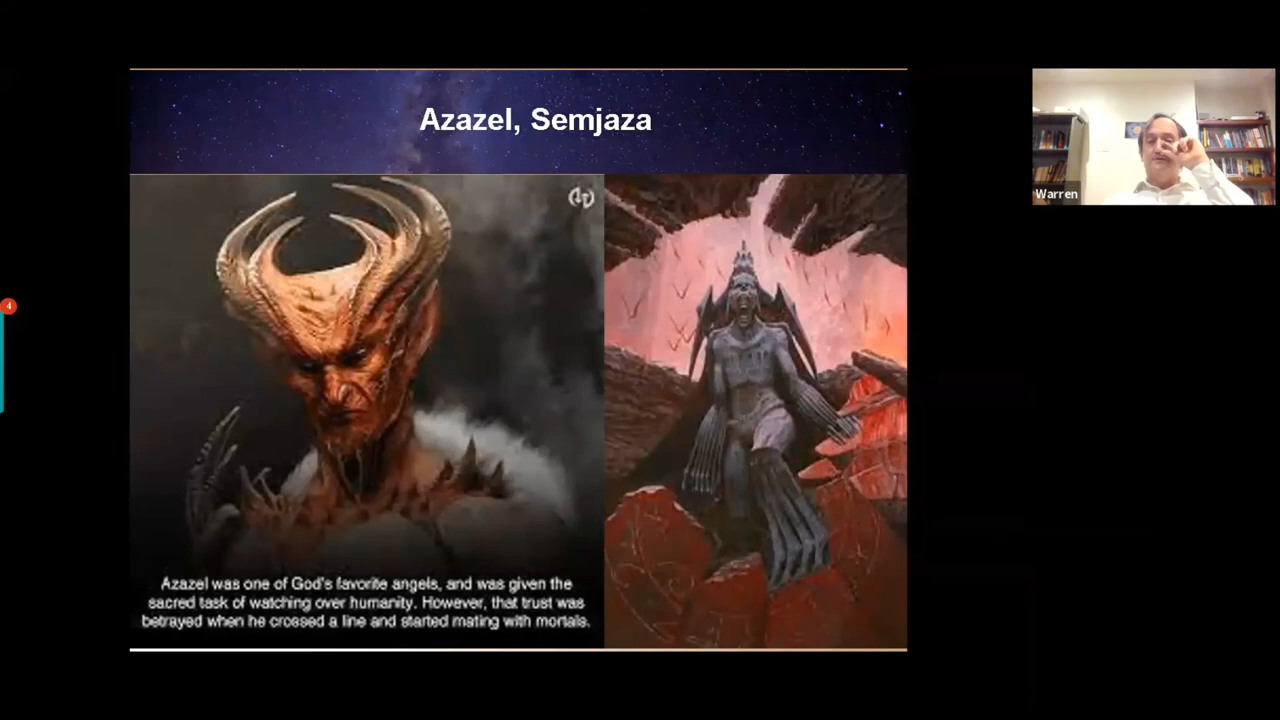 Azazel, Semjaza
Azazel was one of God's favorite angels, and was given the
sacred task of watching over humanity. However, that trust was
betrayed when he crossed a line and started mating with mortals.
Warren
4